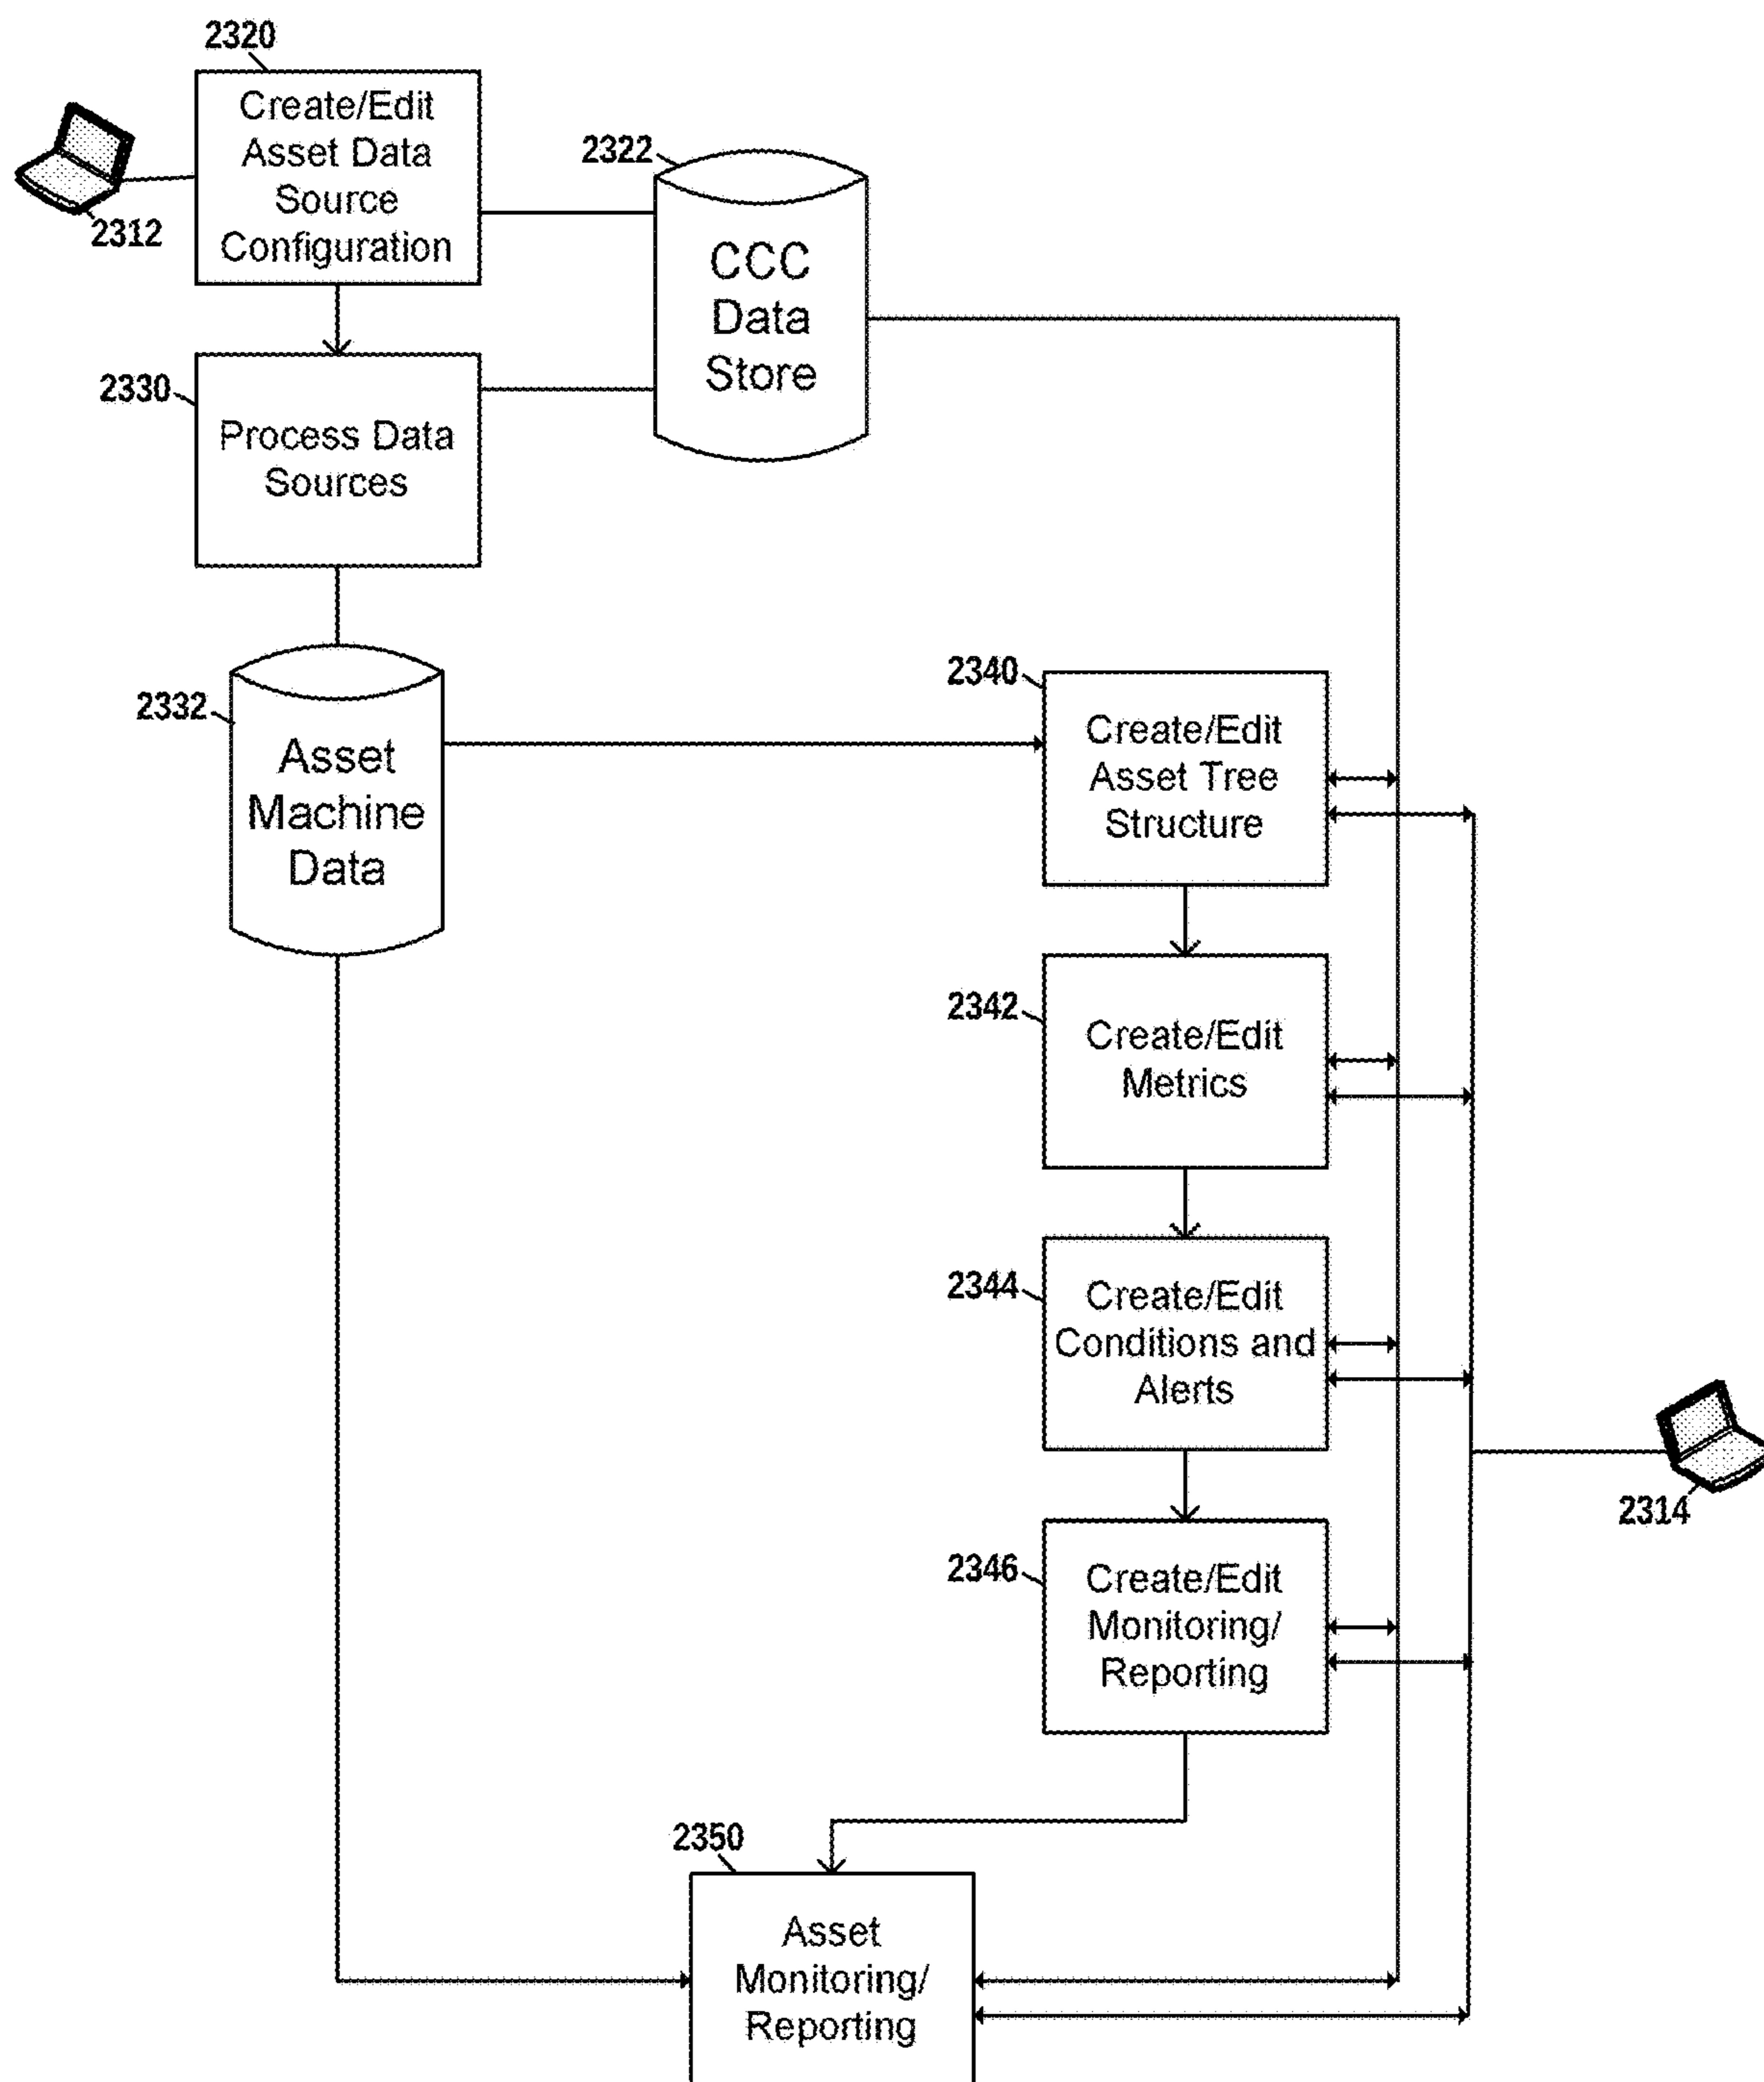 2320
Create/Edit
Asset Data
Source
Configuration
2312
2322
CCC
Data
Store
2330
Process Data
Sources
2332
Asset
Machine
Data
2340
Create/Edit
Asset Tree
Structure
2342
Create/Edit
Metrics
2344
Create/Edit
Conditions and
Alerts
2314
2346
Create/Edit
Monitoring/
Reporting
2350
Asset
Monitoring/
Reporting